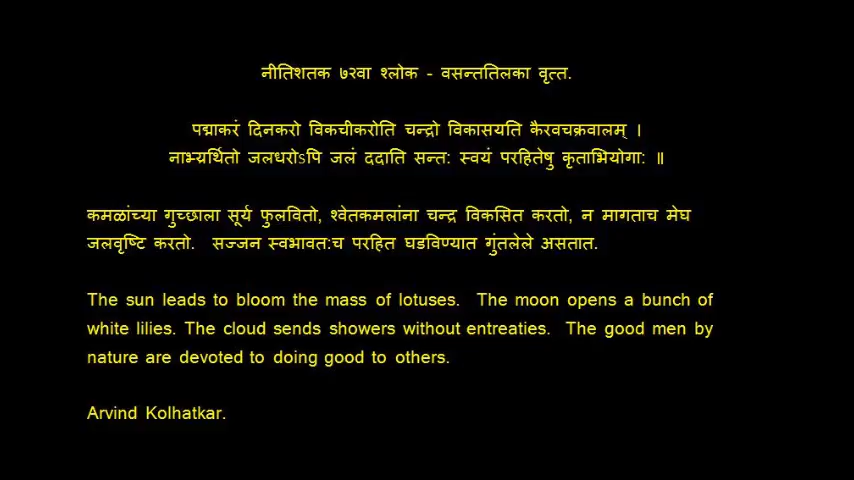 नीतिशतक ७२वा श्लोक - वसन्ततिलका वृत्त.
पद्माकरं दिनकरो विकचीकरोति चन्द्रो विकासयति कैरवचक्रवालम् ।
नाभ्यर्थितो जलधरोऽपि जलं ददाति सन्त: स्वयं परहितेषु कृताभियोगा: ॥
कमळांच्या गुच्छाला सूर्य फुलवितो, श्वेतकमलांना चन्द्र विकसित करतो, न मागताच मेघ
जलवृष्टि करतो. सज्जन स्वभावत:च परहित घडविण्यात गुंतलेले असतात.
The sun leads to bloom the mass of lotuses. The moon opens a bunch of
white lilies. The cloud sends showers without entreaties. The good men by
nature are devoted to doing good to others.
Arvind Kolhatkar.